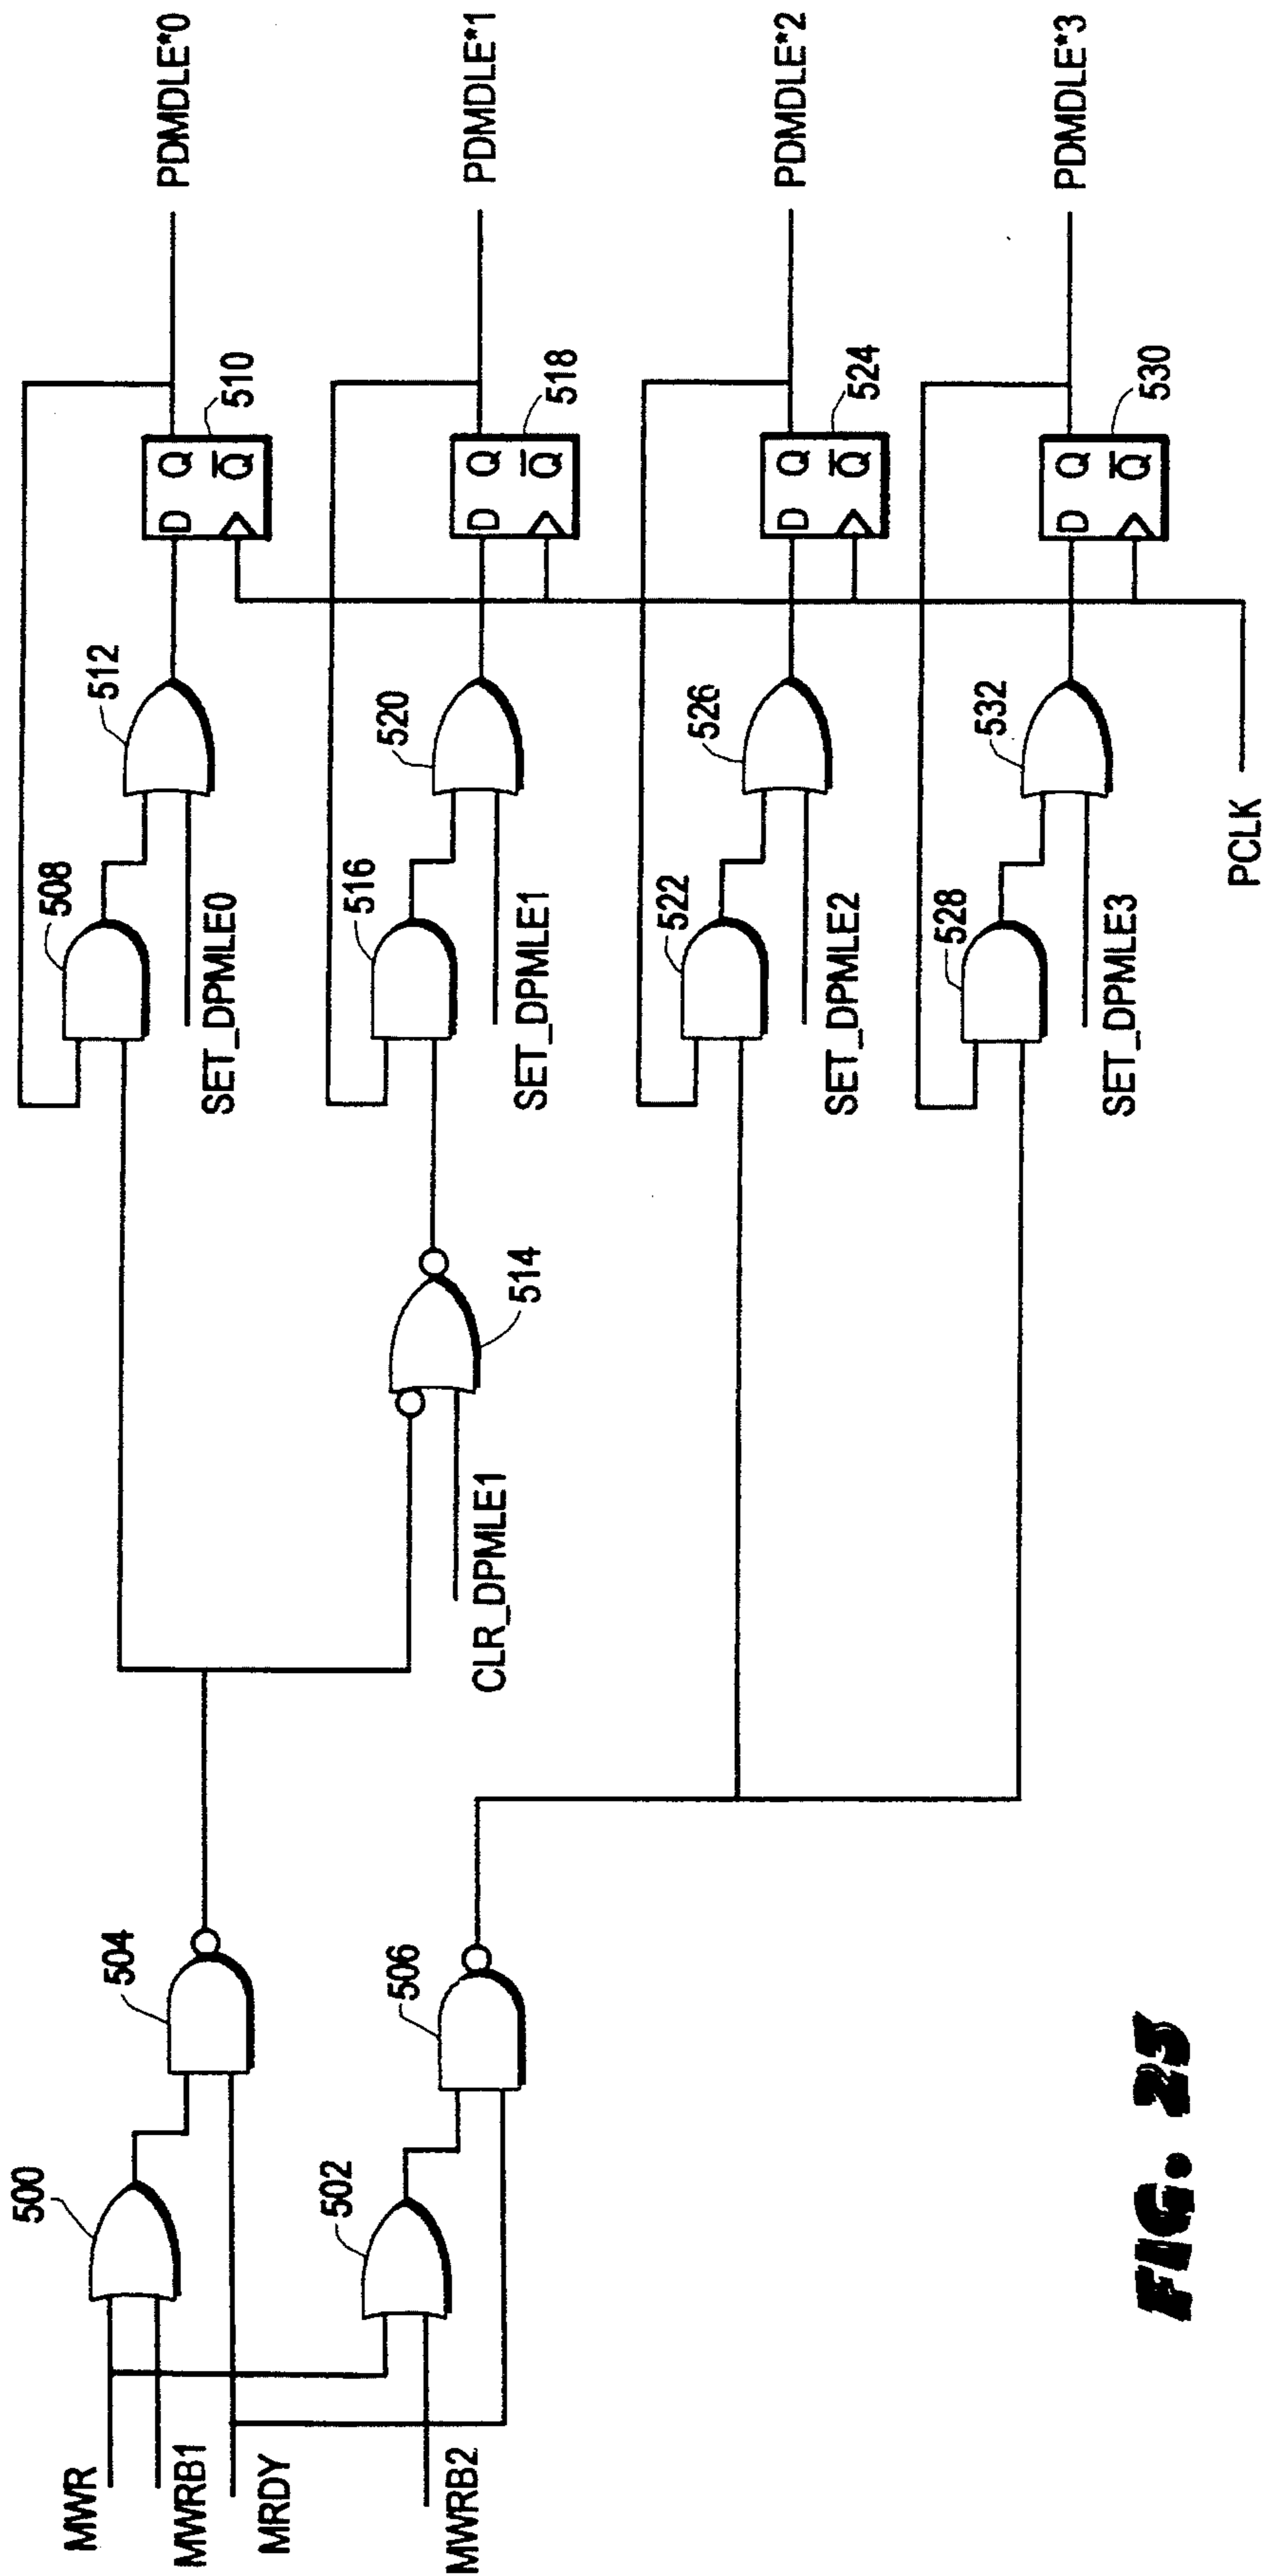 MWR
MWRB1
MRDY
MWRB2
500
502
504
506
CLR_DPMLE1
514
508
SET_DPMLE0
512
D Q
Q
510
PDMDLE*0
516
SET_DPMLE1
520
D Q
Q
518
PDMDLE*1
522
SET_DPMLE2
526
D Q
Q
524
PDMDLE*2
528
SET_DPMLE3
532
D Q
Q
530
PDMDLE*3
PCLK
FIG. 23